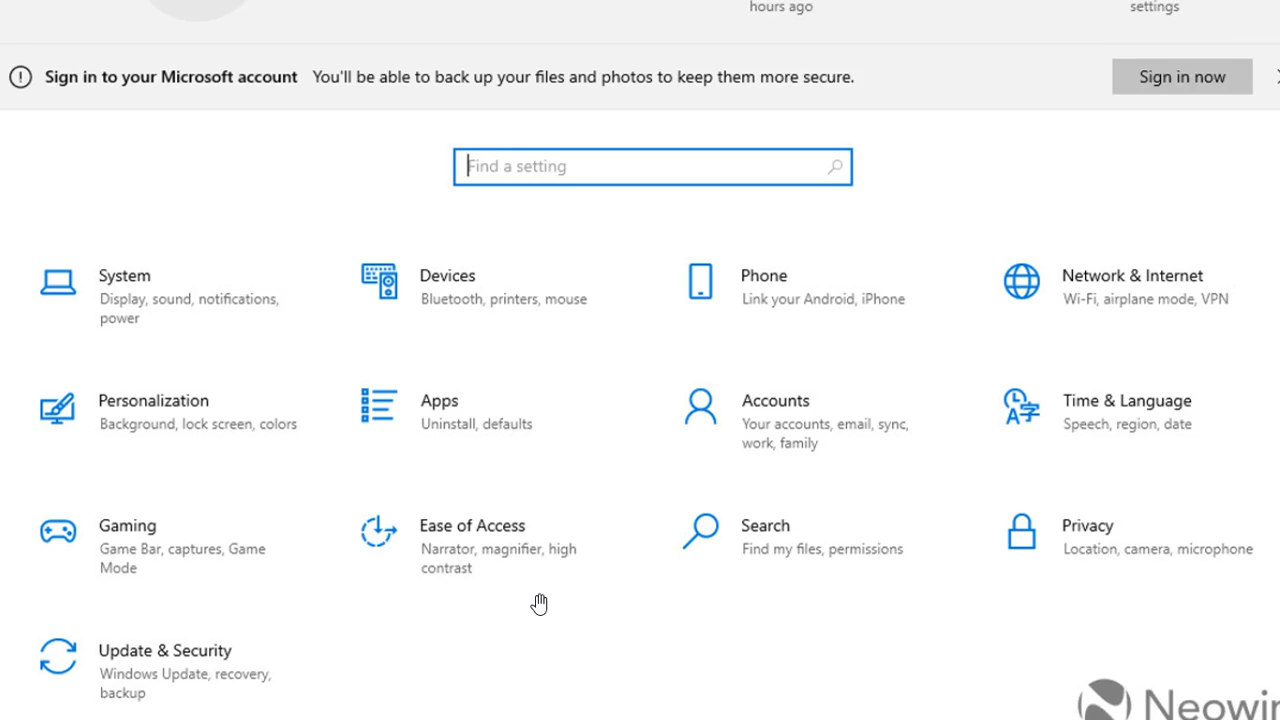 hours ago
settings
Sign in to your Microsoft account You'll be able to back up your files and photos to keep them more secure.
Sign in now
Find a setting
System
Display, sound, notifications,
power
Devices
Bluetooth, printers, mouse
Phone
Link your Android, iPhone
Network & Internet
Wi-Fi, airplane mode, VPN
Personalization
Background, lock screen, colors
Apps
Uninstall, defaults
Accounts
Your accounts, email, sync,
work, family
Time & Language
Speech, region, date
Gaming
Game Bar, captures, Game
Mode
Ease of Access
Narrator, magnifier, high
contrast
Search
Find my files, permissions
Privacy
Location, camera, microphone
Update & Security
Windows Update, recovery,
backup